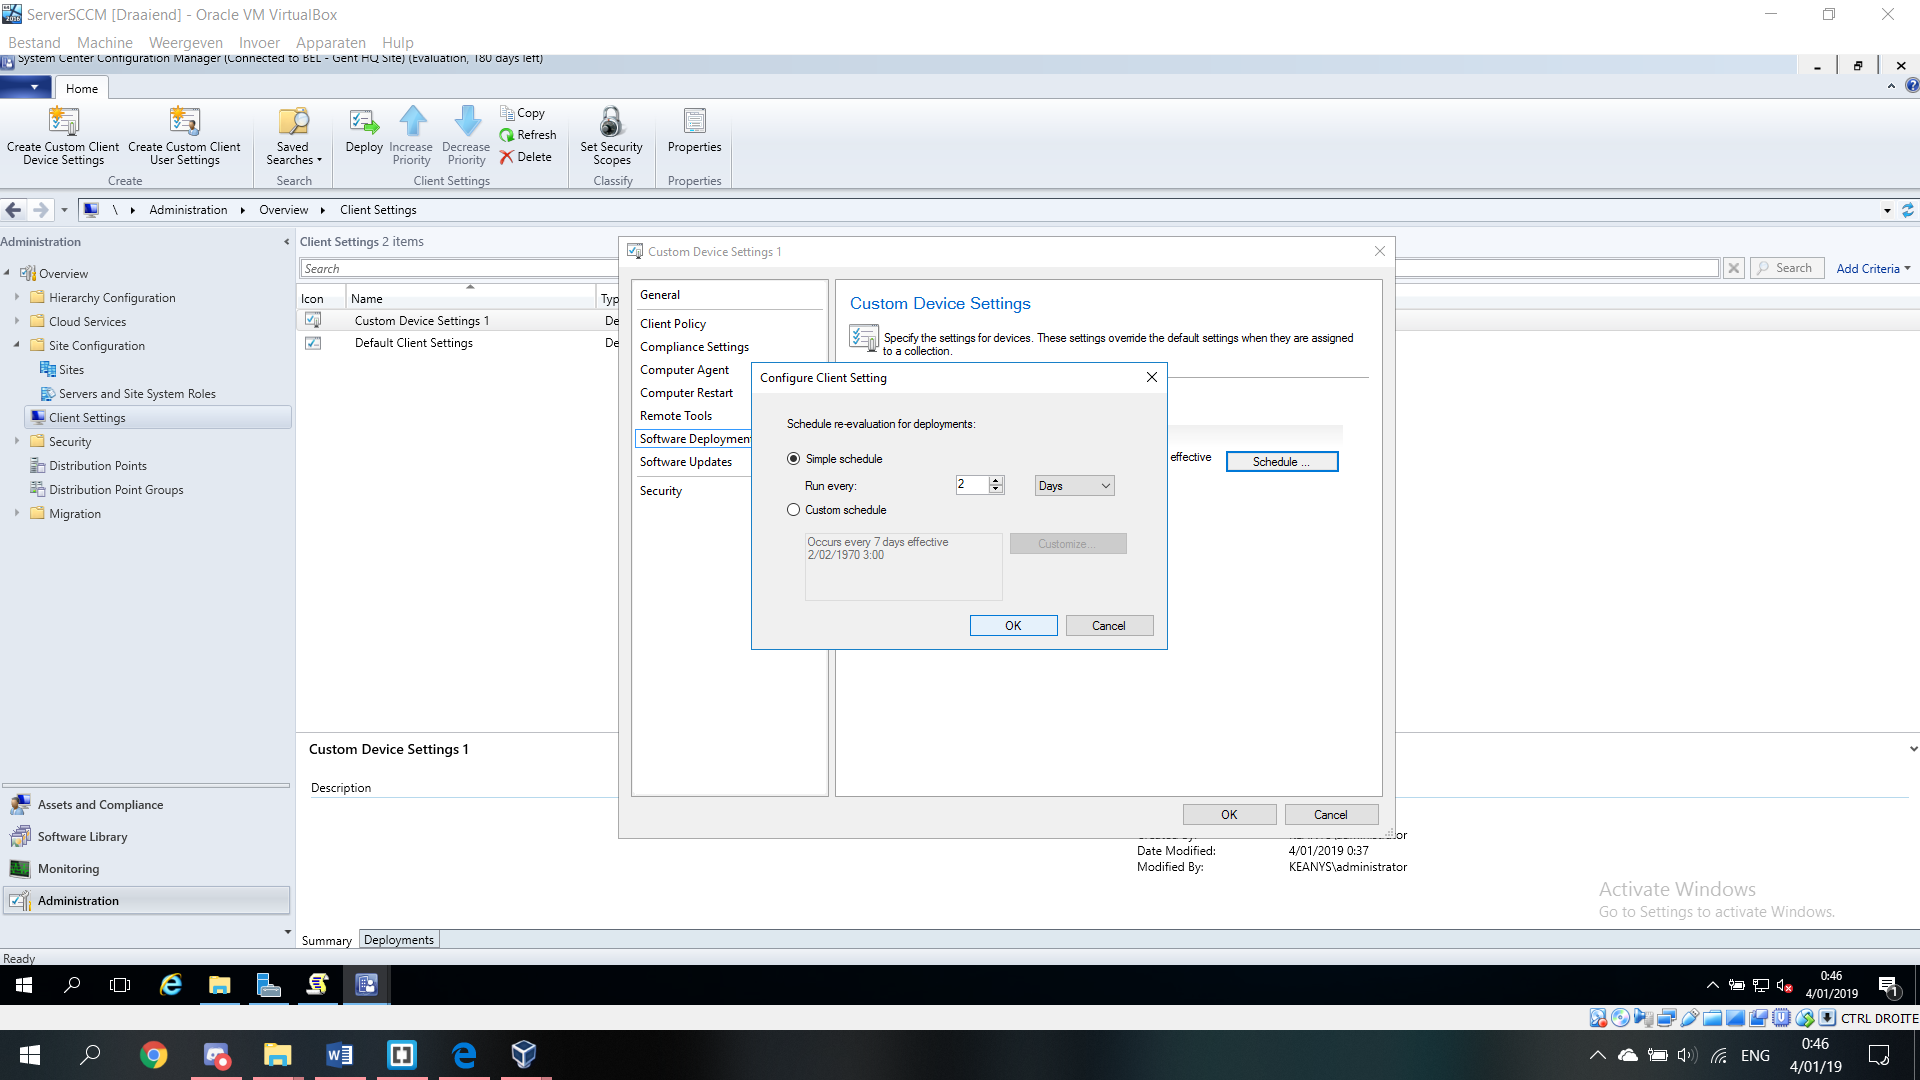 ServerSCCM [Draaiend] - Oracle VM VirtualBox
Bestand Machine Weergeven Invoer Apparaten Hulp
System Center Configuration Manager (Connected to BEL - Gent HQ Site) (Evaluation, 180 days left)
Home
Create Custom Client Device Settings
Create Custom Client User Settings
Create
Saved Searches
Search
Deploy
Increase Priority
Decrease Priority
Copy
Refresh
Delete
Client Settings
Set Security Scopes
Classify
Properties
Properties
\ Administration Overview Client Settings
Administration
Overview
Hierarchy Configuration
Cloud Services
Site Configuration
Sites
Servers and Site System Roles
Client Settings
Security
Distribution Points
Distribution Point Groups
Migration
Assets and Compliance
Software Library
Monitoring
Administration
Client Settings 2 items
Search
Search
Add Criteria
Icon Name Typ
Custom Device Settings 1 De
Default Client Settings De
Custom Device Settings 1
General
Client Policy
Compliance Settings
Computer Agent
Computer Restart
Remote Tools
Software Deploymen
Software Updates
Security
Custom Device Settings
Specify the settings for devices. These settings override the default settings when they are assigned
to a collection.
effective
Schedule ...
Configure Client Setting
Schedule re-evaluation for deployments:
Simple schedule
Run every: 2 Days
Custom schedule
Occurs every 7 days effective
2/02/1970 3:00
Customize...
OK Cancel
OK Cancel
Custom Device Settings 1
Description
Date Modified: 4/01/2019 0:37
Modified By: KEANYS\administrator
Activate Windows
Go to Settings to activate Windows.
Summary Deployments
Ready
0:46
4/01/2019
1
CTRL DROITE
ENG
0:46
4/01/19